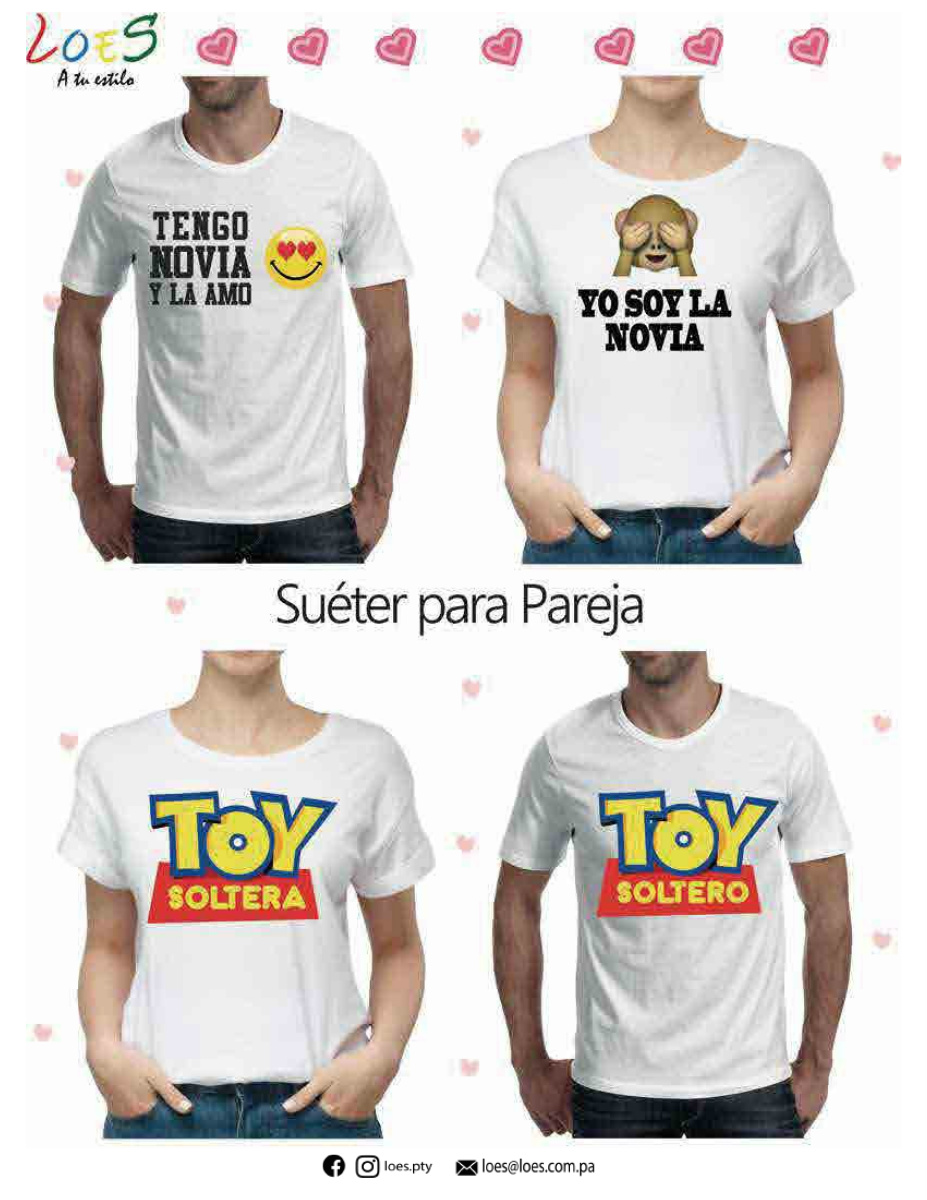 LOES
A tu estilo
TENGO
NOVIA
Y LA AMO
YO SOY LA
NOVIA
Suéter para Pareja
TOY
SOLTERA
TOY
SOLTERO
loes.pty loes@loes.com.pa